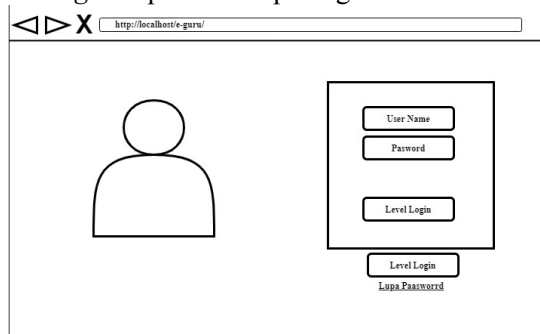 http://localhost/e-guru/
User Name
Pasword
Level Login
Level Login
Lupa Paasworrd